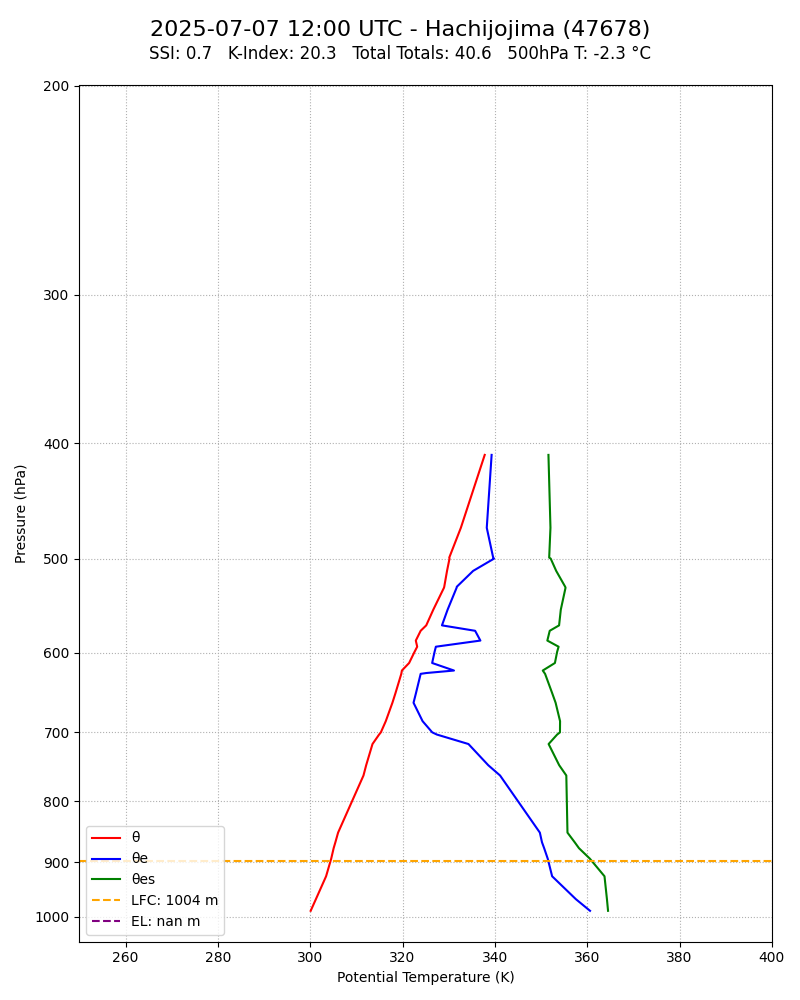 2025-07-07 12:00 UTC - Hachijojima (47678)
SSI: 0.7   K-Index: 20.3   Total Totals: 40.6   500hPa T: -2.3 °C
200
300
400
500
600
700
800
900
1000
Pressure (hPa)
θ
θe
θes
LFC: 1004 m
EL: nan m
260 280 300 320 340 360 380 400
Potential Temperature (K)